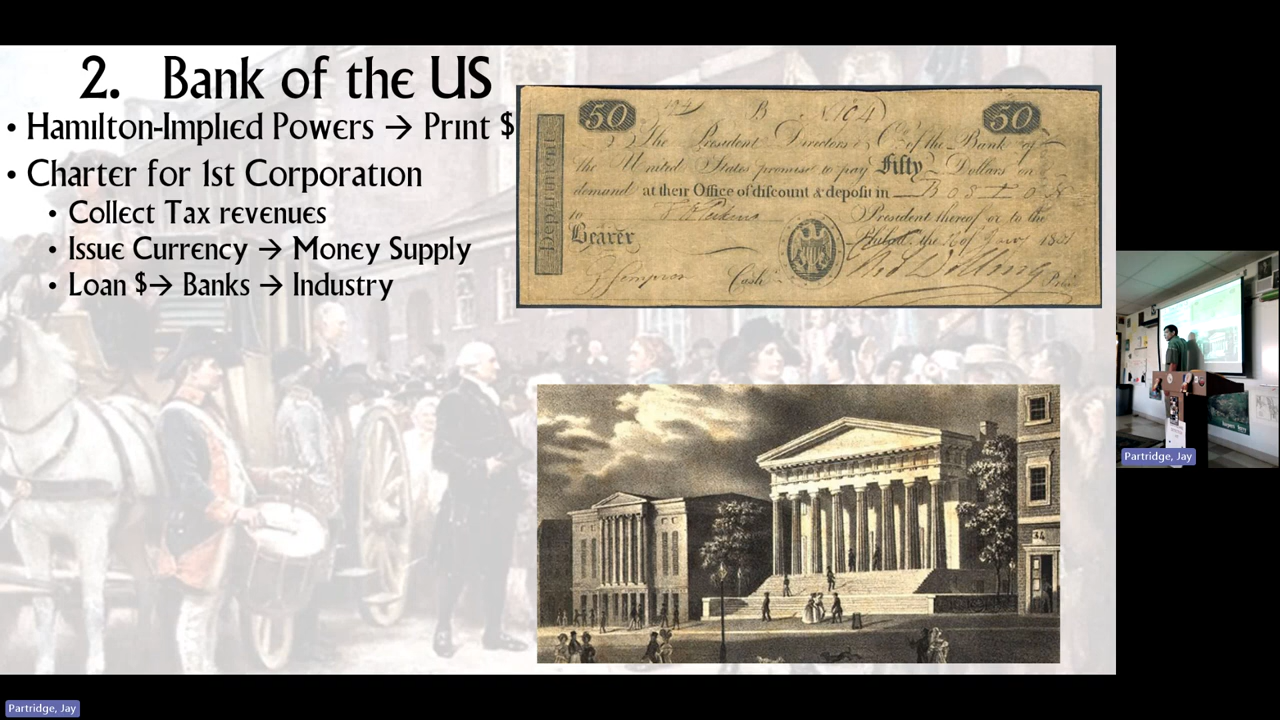 2. Bank of the US
• Hamilton-Implied Powers → Print $
• Charter for 1st Corporation
• Collect Tax revenues
• Issue Currency → Money Supply
• Loan $→ Banks → Industry
50 B 104 50
The President Directors & Co. of the Bank of
the United States promise to pay Fifty Dollars on
demand at their Office of discount & deposit in
to President thereof or to the
Bearer
Cash
Department
Partridge, Jay
Partridge, Jay